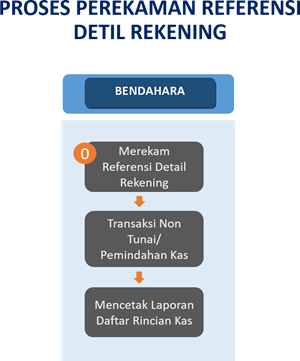 PROSES PEREKAMAN REFERENSI
DETIL REKENING
BENDAHARA
0
Merekam
Referensi Detail
Rekening
Transaksi Non
Tunai/
Pemindahan Kas
Mencetak Laporan
Daftar Rincian Kas